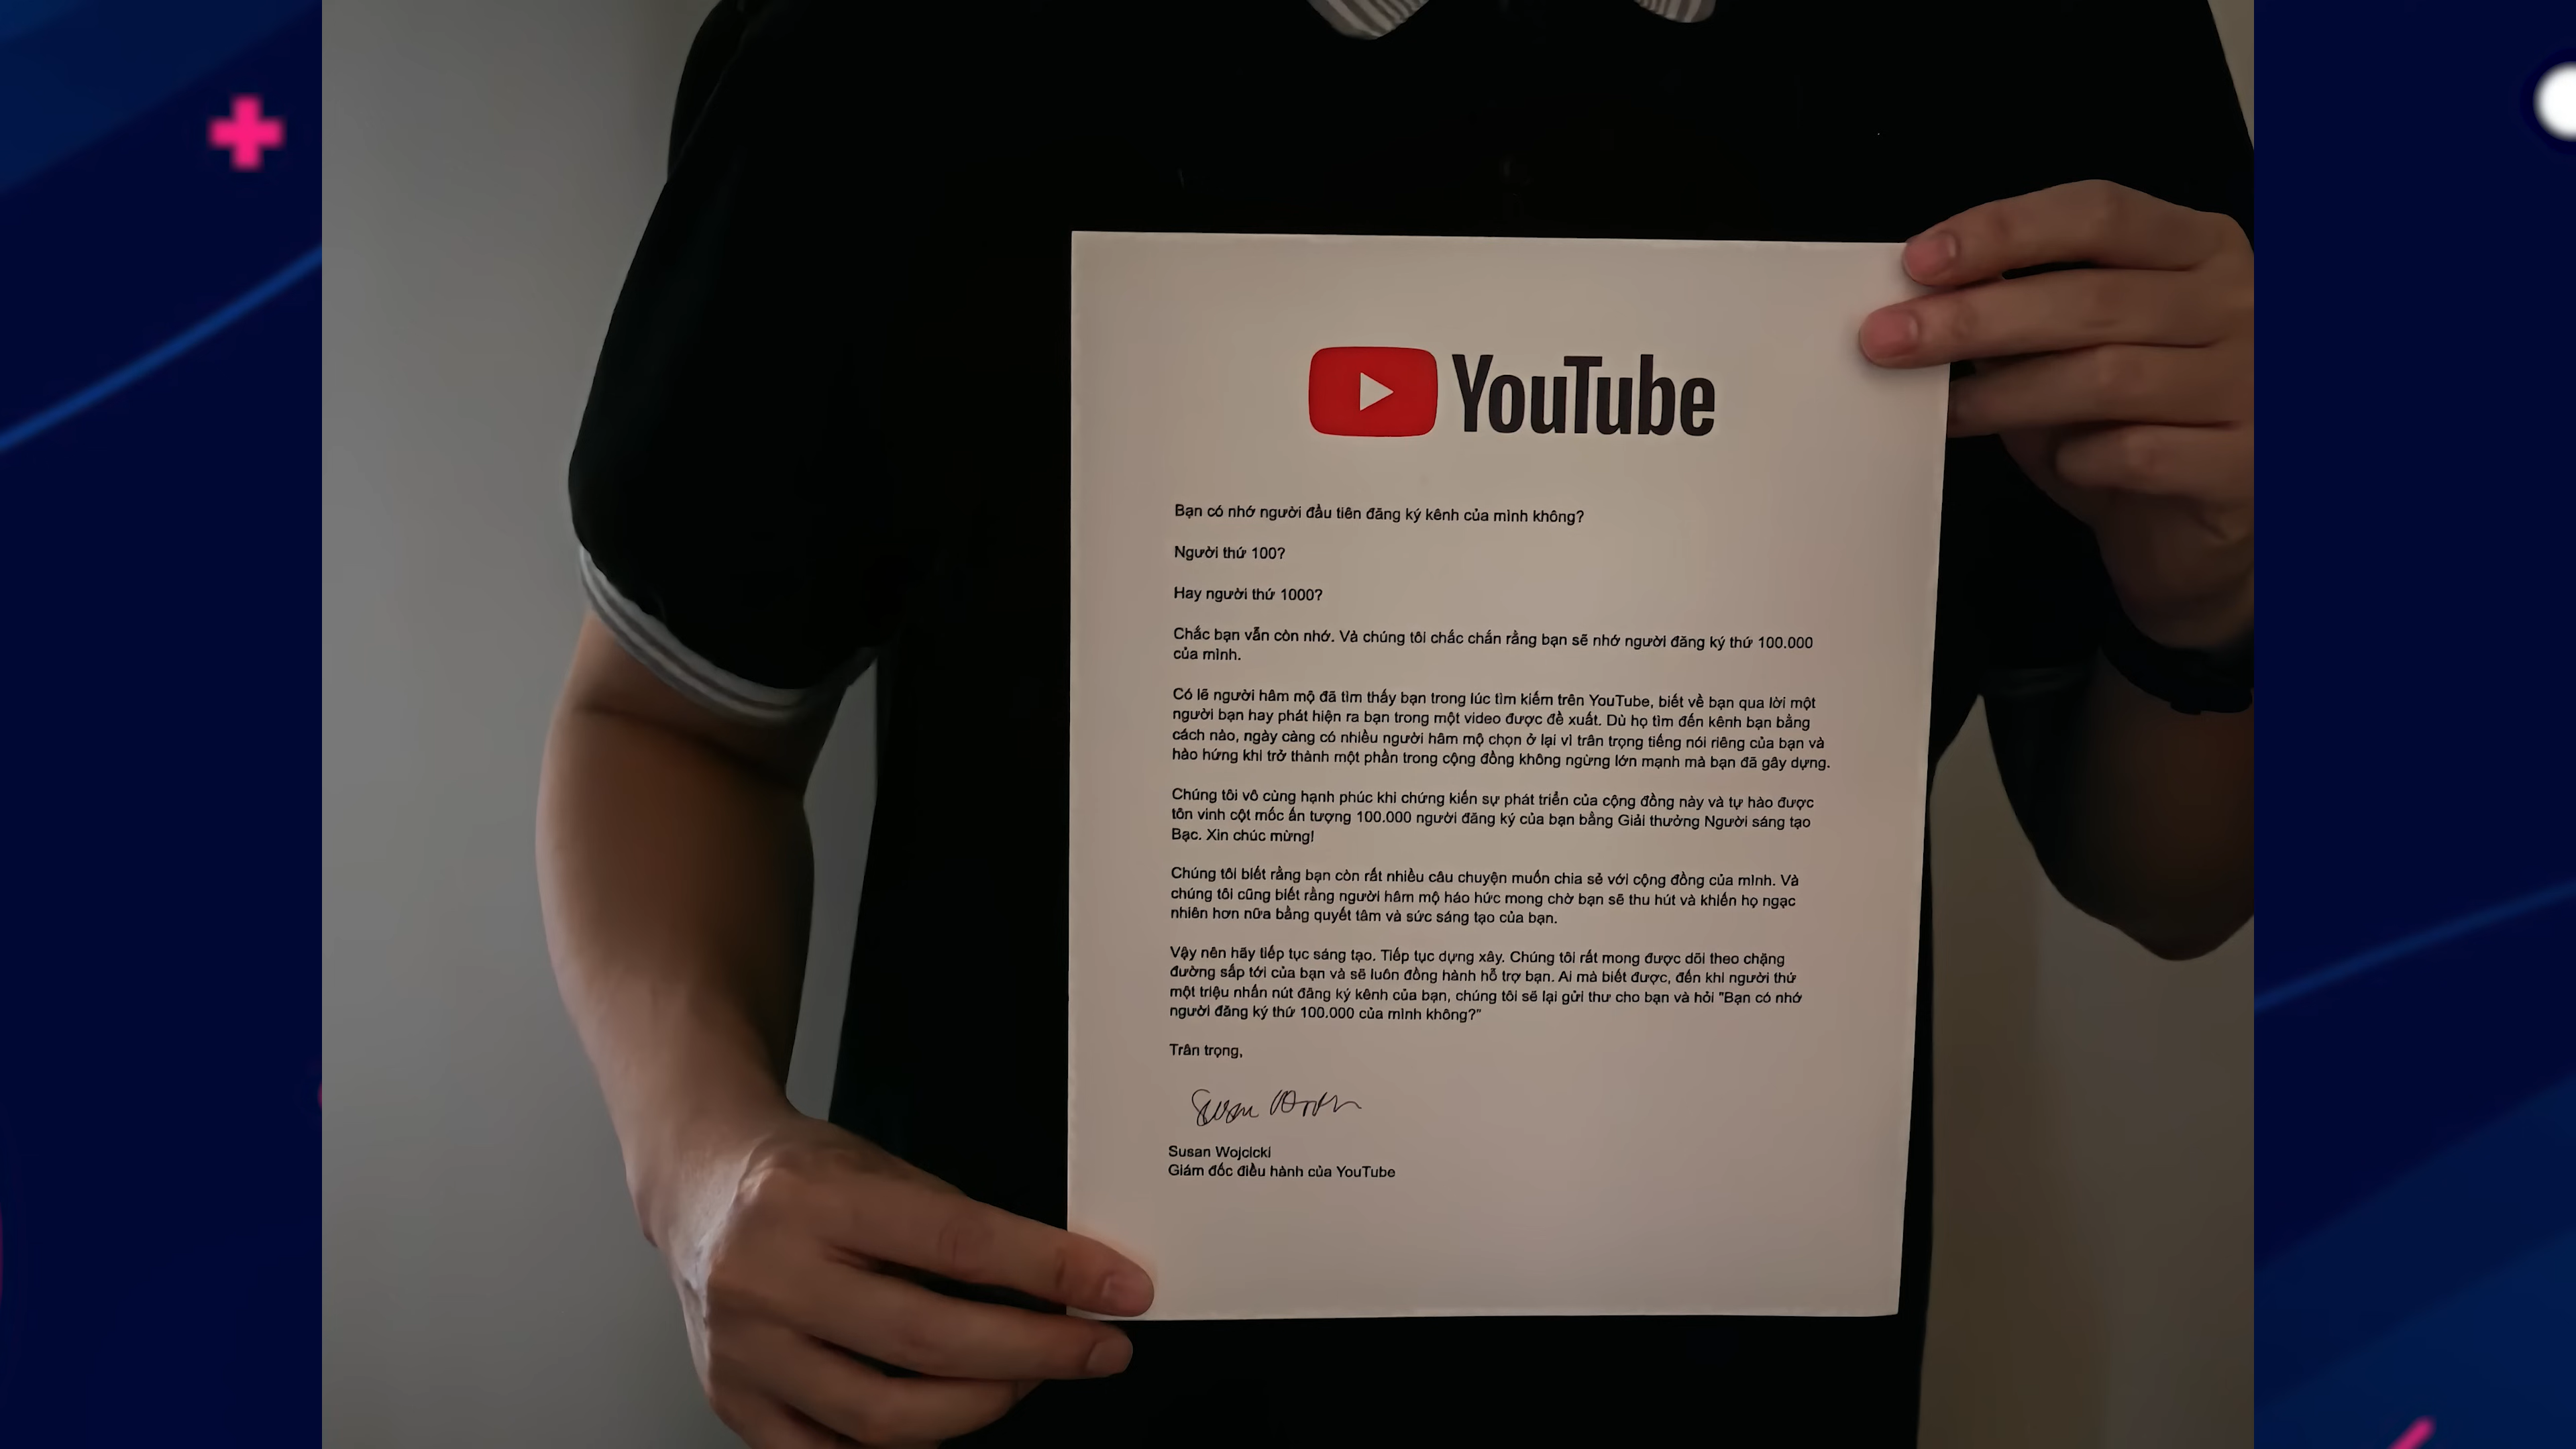 YouTube
Bạn có nhớ người đầu tiên đăng ký kênh của mình không?
Người thứ 100?
Hay người thứ 1000?
Chắc bạn vẫn còn nhớ. Và chúng tôi chắc chắn rằng bạn sẽ nhớ người đăng ký thứ 100.000
của mình.
Có lẽ người hâm mộ đã tìm thấy bạn trong lúc tìm kiếm trên YouTube, biết về bạn qua lời một
người bạn hay phát hiện ra bạn trong một video được đề xuất. Dù họ tìm đến kênh bạn bằng
cách nào, ngày càng có nhiều người hâm mộ chọn ở lại vì trân trọng tiếng nói riêng của bạn và
hào hứng khi trở thành một phần trong cộng đồng không ngừng lớn mạnh mà bạn đã gây dựng.
Chúng tôi vô cùng hạnh phúc khi chứng kiến sự phát triển của cộng đồng này và tự hào được
tôn vinh cột mốc ấn tượng 100.000 người đăng ký của bạn bằng Giải thưởng Người sáng tạo
Bạc. Xin chúc mừng!
Chúng tôi biết rằng bạn còn rất nhiều câu chuyện muốn chia sẻ với cộng đồng của mình. Và
chúng tôi cũng biết rằng người hâm mộ háo hức mong chờ bạn sẽ thu hút và khiến họ ngạc
nhiên hơn nữa bằng quyết tâm và sức sáng tạo của bạn.
Vậy nên hãy tiếp tục sáng tạo. Tiếp tục dựng xây. Chúng tôi rất mong được dõi theo chặng
đường sắp tới của bạn và sẽ luôn đồng hành hỗ trợ bạn. Ai mà biết được, đến khi người thứ
một triệu nhấn nút đăng ký kênh của bạn, chúng tôi sẽ lại gửi thư cho bạn và hỏi "Bạn có nhớ
người đăng ký thứ 100.000 của mình không?"
Trân trọng,
Susan Wojcicki
Giám đốc điều hành của YouTube